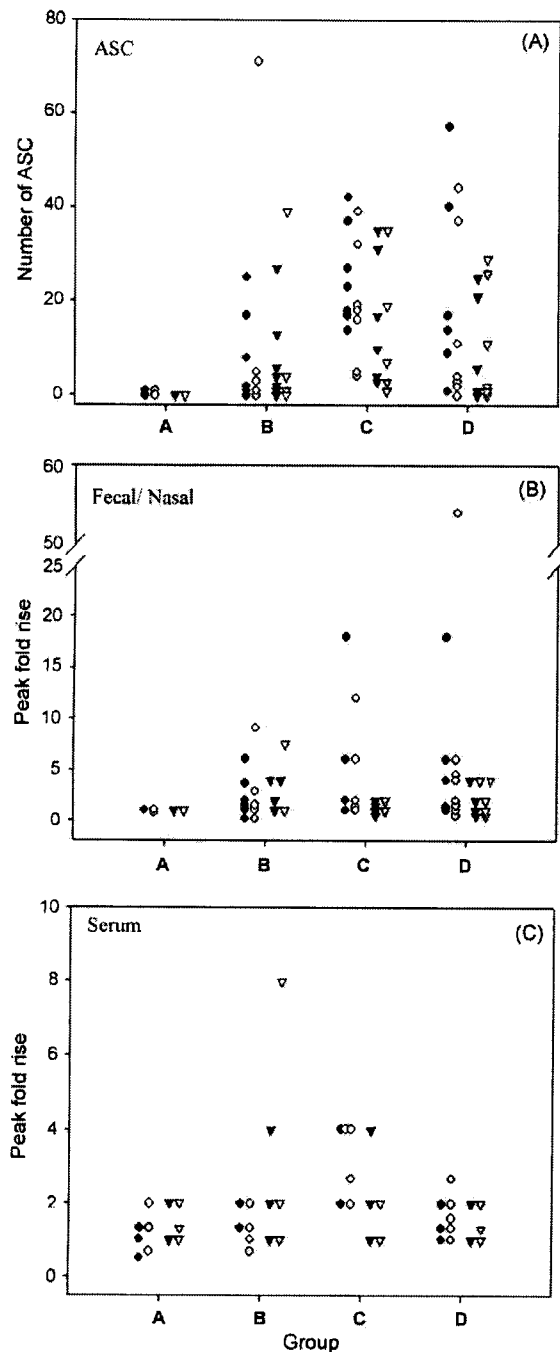 80
ASC
(A)
60
40
20
0
Number of ASC
A B C D
60
Fecal/ Nasal
(B)
50
25
20
15
10
5
0
Peak fold rise
A B C D
10
Serum
(C)
8
6
4
2
0
Peak fold rise
A B C D
Group